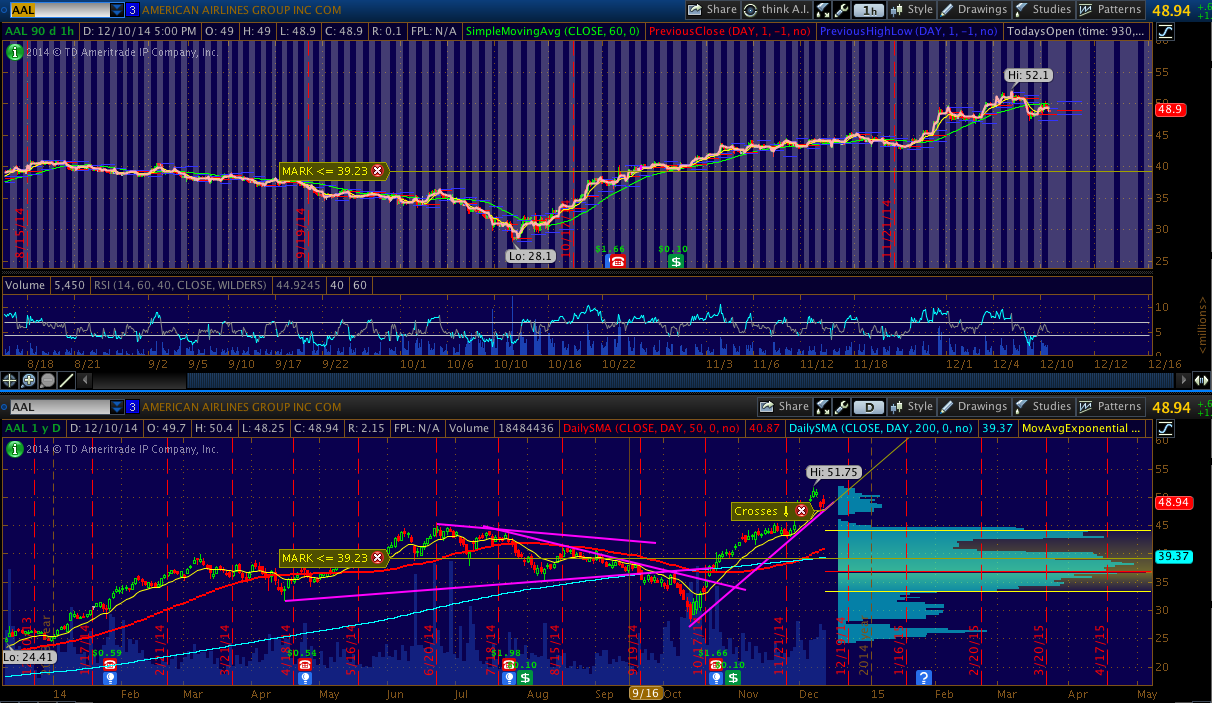 AAL 3 AMERICAN AIRLINES GROUP INC COM Share think A.I. 1h Style Drawings Studies Patterns 48.94
AAL 90 d 1h D: 12/10/14 5:00 PM O: 49 H: 49 L: 48.9 C: 48.9 R: 0.1 FPL: N/A SimpleMovingAvg (CLOSE, 60, 0) PreviousClose (DAY, 1, -1, no) PreviousHighLow (DAY, 1, -1, no) TodaysOpen (time: 930,...
2014 © TD Ameritrade IP Company, Inc.
Hi: 52.1
55
48.9
45
40
MARK <= 39.23
35
30
25
8/15/14
9/19/14
11/21/14
Lo: 28.1
$1.66 $0.10
Volume 5,450 RSI (14, 60, 40, CLOSE, WILDERS) 44.9245 40 60
10
5
0
<millions>
8/18 8/21 9/2 9/5 9/10 9/17 9/22 10/1 10/6 10/10 10/16 10/22 11/3 11/6 11/11 11/18 12/1 12/4 12/10 12/12 12/16
AAL 3 AMERICAN AIRLINES GROUP INC COM Share D Style Drawings Studies Patterns 48.94
AAL 1 y D D: 12/10/14 O: 49.7 H: 50.4 L: 48.25 C: 48.94 R: 2.15 FPL: N/A Volume 18484436 DailySMA (CLOSE, DAY, 50, 0, no) 40.87 DailySMA (CLOSE, DAY, 200, 0, no) 39.37 MovAvgExponential ...
2014 © TD Ameritrade IP Company, Inc.
60
Hi: 51.75
55
48.94
Crosses
45
MARK <= 39.23
39.37
35
30
25
20
Lo: 24.41
1/17/14
2/21/14
3/21/14
4/14
5/16/14
6/20/14
7/18/14
9/19/14
10/17/14
11/21/14
12/19/14
2014 year
1/16/15
2/20/15
3/20/15
4/17/15
$0.59 $0.54 $1.98 $0.10 $1.66 $0.10
14 Feb Mar Apr May Jun Jul Aug Sep 9/16 Oct Nov Dec 15 Feb Mar Apr May